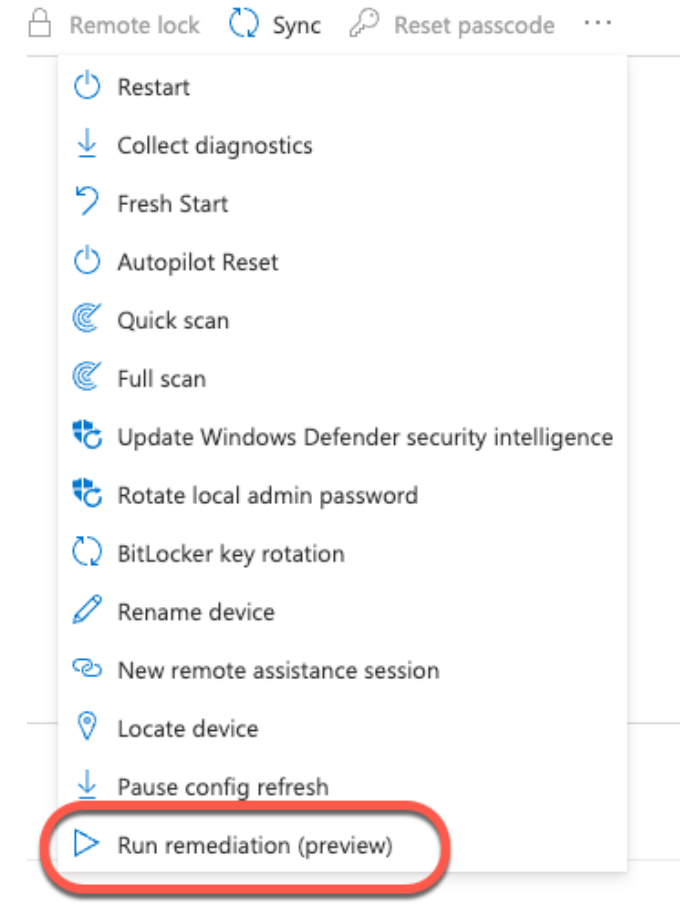 Remote lock Sync Reset passcode ...
Restart
Collect diagnostics
Fresh Start
Autopilot Reset
Quick scan
Full scan
Update Windows Defender security intelligence
Rotate local admin password
BitLocker key rotation
Rename device
New remote assistance session
Locate device
Pause config refresh
Run remediation (preview)